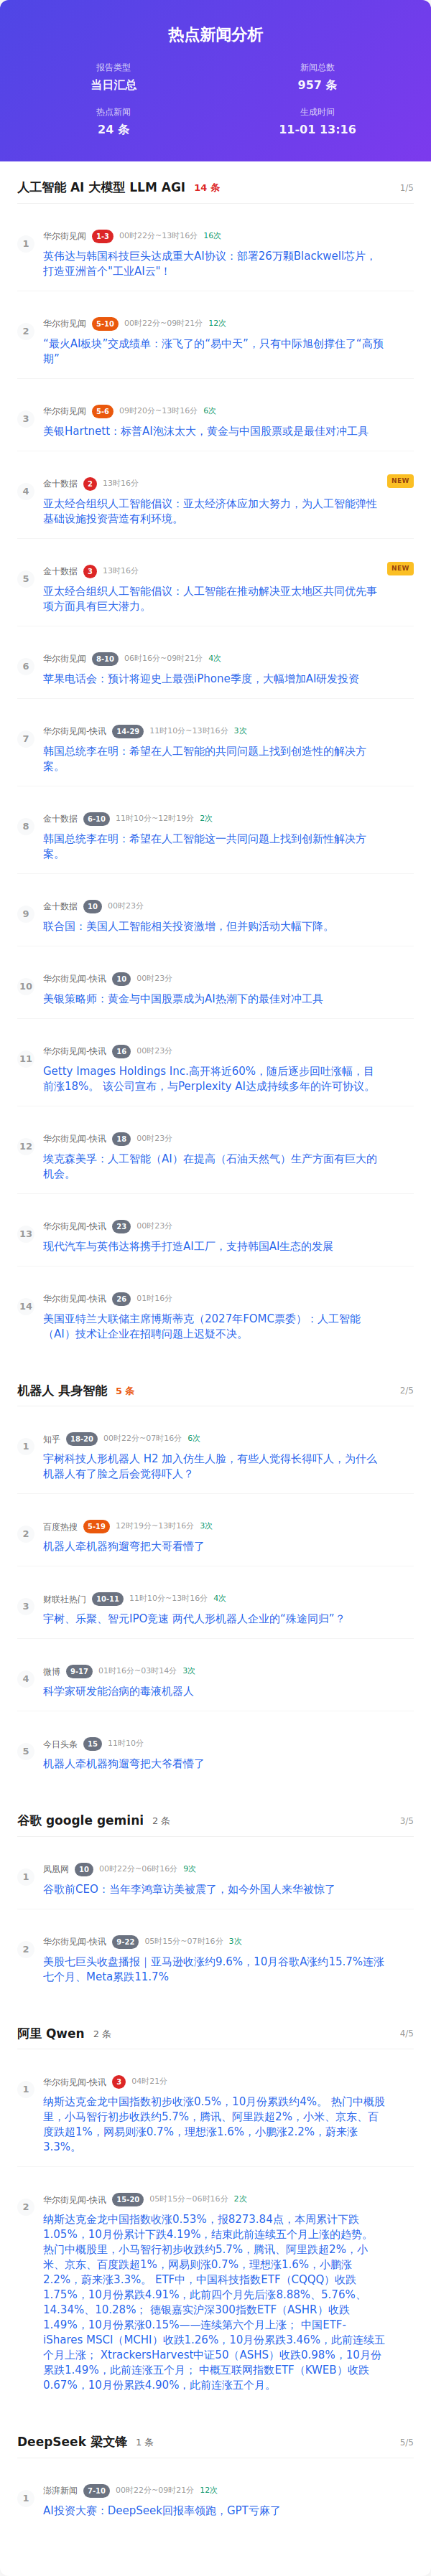 热点新闻分析
报告类型
新闻总数
当日汇总
957 条
热点新闻
生成时间
24 条
11-01 13:16
人工智能 AI 大模型 LLM AGI 14 条 1/5
1
华尔街见闻 1-3 00时22分~13时16分 16次
英伟达与韩国科技巨头达成重大AI协议：部署26万颗Blackwell芯片，
打造亚洲首个"工业AI云"！
2
华尔街见闻 5-10 00时22分~09时21分 12次
“最火AI板块”交成绩单：涨飞了的“易中天”，只有中际旭创撑住了“高预
期”
3
华尔街见闻 5-6 09时20分~13时16分 6次
美银Hartnett：标普AI泡沫太大，黄金与中国股票或是最佳对冲工具
4
金十数据 2 13时16分 NEW
亚太经合组织人工智能倡议：亚太经济体应加大努力，为人工智能弹性
基础设施投资营造有利环境。
5
金十数据 3 13时16分 NEW
亚太经合组织人工智能倡议：人工智能在推动解决亚太地区共同优先事
项方面具有巨大潜力。
6
华尔街见闻 8-10 06时16分~09时21分 4次
苹果电话会：预计将迎史上最强iPhone季度，大幅增加AI研发投资
7
华尔街见闻-快讯 14-29 11时10分~13时16分 3次
韩国总统李在明：希望在人工智能的共同问题上找到创造性的解决方
案。
8
金十数据 6-10 11时10分~12时19分 2次
韩国总统李在明：希望在人工智能这一共同问题上找到创新性解决方
案。
9
金十数据 10 00时23分
联合国：美国人工智能相关投资激增，但并购活动大幅下降。
10
华尔街见闻-快讯 10 00时23分
美银策略师：黄金与中国股票成为AI热潮下的最佳对冲工具
11
华尔街见闻-快讯 16 00时23分
Getty Images Holdings Inc.高开将近60%，随后逐步回吐涨幅，目
前涨18%。 该公司宣布，与Perplexity AI达成持续多年的许可协议。
12
华尔街见闻-快讯 18 00时23分
埃克森美孚：人工智能（AI）在提高（石油天然气）生产方面有巨大的
机会。
13
华尔街见闻-快讯 23 00时23分
现代汽车与英伟达将携手打造AI工厂，支持韩国AI生态的发展
14
华尔街见闻-快讯 26 01时16分
美国亚特兰大联储主席博斯蒂克（2027年FOMC票委）：人工智能
（AI）技术让企业在招聘问题上迟疑不决。
机器人 具身智能 5 条 2/5
1
知乎 18-20 00时22分~07时16分 6次
宇树科技人形机器人 H2 加入仿生人脸，有些人觉得长得吓人，为什么
机器人有了脸之后会觉得吓人？
2
百度热搜 5-19 12时19分~13时16分 3次
机器人牵机器狗遛弯把大哥看懵了
3
财联社热门 10-11 11时10分~13时16分 4次
宇树、乐聚、智元IPO竞速 两代人形机器人企业的“殊途同归”？
4
微博 9-17 01时16分~03时14分 3次
科学家研发能治病的毒液机器人
5
今日头条 15 11时10分
机器人牵机器狗遛弯把大爷看懵了
谷歌 google gemini 2 条 3/5
1
凤凰网 10 00时22分~06时16分 9次
谷歌前CEO：当年李鸿章访美被震了，如今外国人来华被惊了
2
华尔街见闻-快讯 9-22 05时15分~07时16分 3次
美股七巨头收盘播报｜亚马逊收涨约9.6%，10月谷歌A涨约15.7%连涨
七个月、Meta累跌11.7%
阿里 Qwen 2 条 4/5
1
华尔街见闻-快讯 3 04时21分
纳斯达克金龙中国指数初步收涨0.5%，10月份累跌约4%。 热门中概股
里，小马智行初步收跌约5.7%，腾讯、阿里跌超2%，小米、京东、百
度跌超1%，网易则涨0.7%，理想涨1.6%，小鹏涨2.2%，蔚来涨
3.3%。
2
华尔街见闻-快讯 15-20 05时15分~06时16分 2次
纳斯达克金龙中国指数收涨0.53%，报8273.84点，本周累计下跌
1.05%，10月份累计下跌4.19%，结束此前连续五个月上涨的趋势。
热门中概股里，小马智行初步收跌约5.7%，腾讯、阿里跌超2%，小
米、京东、百度跌超1%，网易则涨0.7%，理想涨1.6%，小鹏涨
2.2%，蔚来涨3.3%。 ETF中，中国科技指数ETF（CQQQ）收跌
1.75%，10月份累跌4.91%，此前四个月先后涨8.88%、5.76%、
14.34%、10.28%； 德银嘉实沪深300指数ETF（ASHR）收跌
1.49%，10月份累涨0.15%——连续第六个月上涨； 中国ETF-
iShares MSCI（MCHI）收跌1.26%，10月份累跌3.46%，此前连续五
个月上涨； XtrackersHarvest中证50（ASHS）收跌0.98%，10月份
累跌1.49%，此前连涨五个月； 中概互联网指数ETF（KWEB）收跌
0.67%，10月份累跌4.90%，此前连涨五个月。
DeepSeek 梁文锋 1 条 5/5
1
澎湃新闻 7-10 00时22分~09时21分 12次
AI投资大赛：DeepSeek回报率领跑，GPT亏麻了